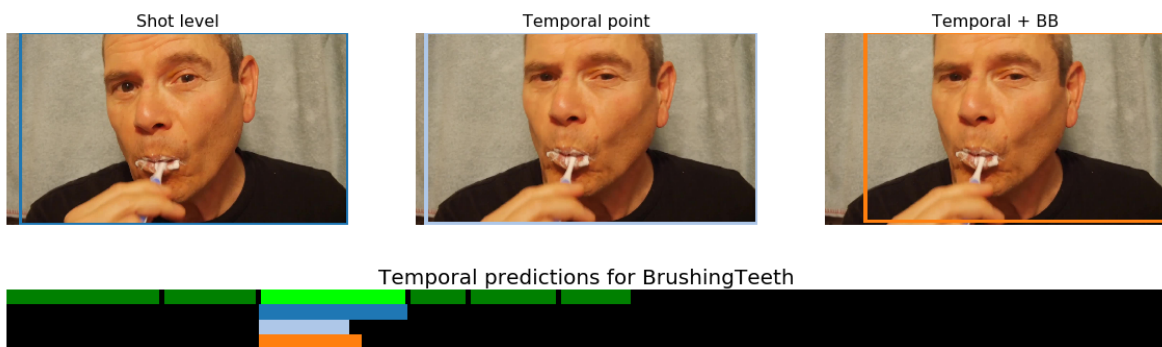 Shot level
Temporal point
Temporal + BB
Temporal predictions for BrushingTeeth